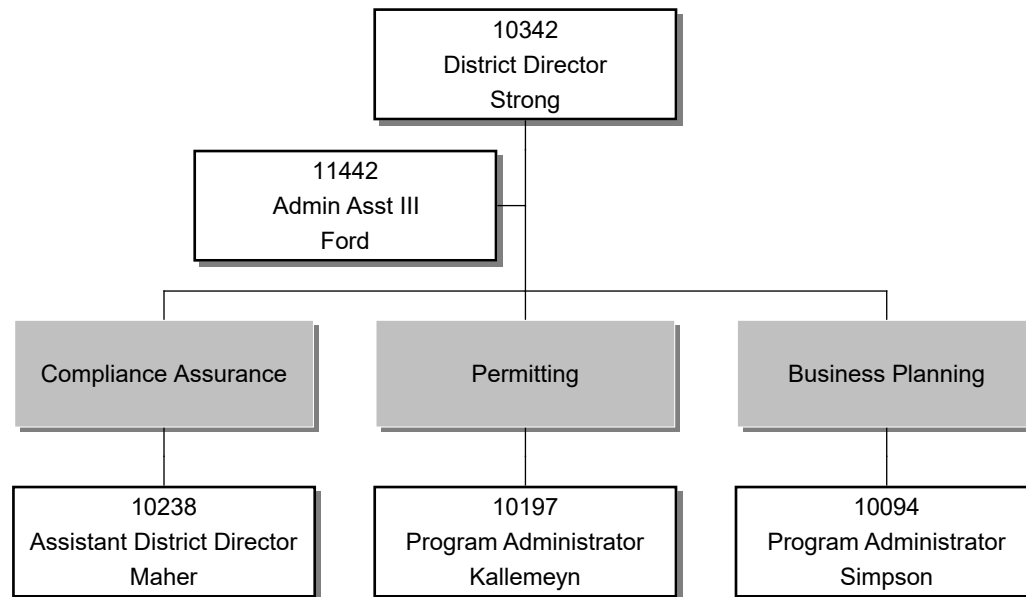 10342
District Director
Strong
11442
Admin Asst III
Ford
Compliance Assurance
Permitting
Business Planning
10238
Assistant District Director
Maher
10197
Program Administrator
Kallemeyn
10094
Program Administrator
Simpson